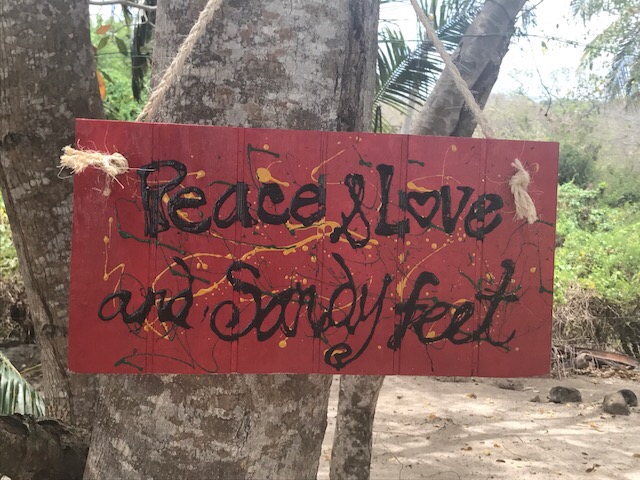 Peace & Love
and Sandy feet